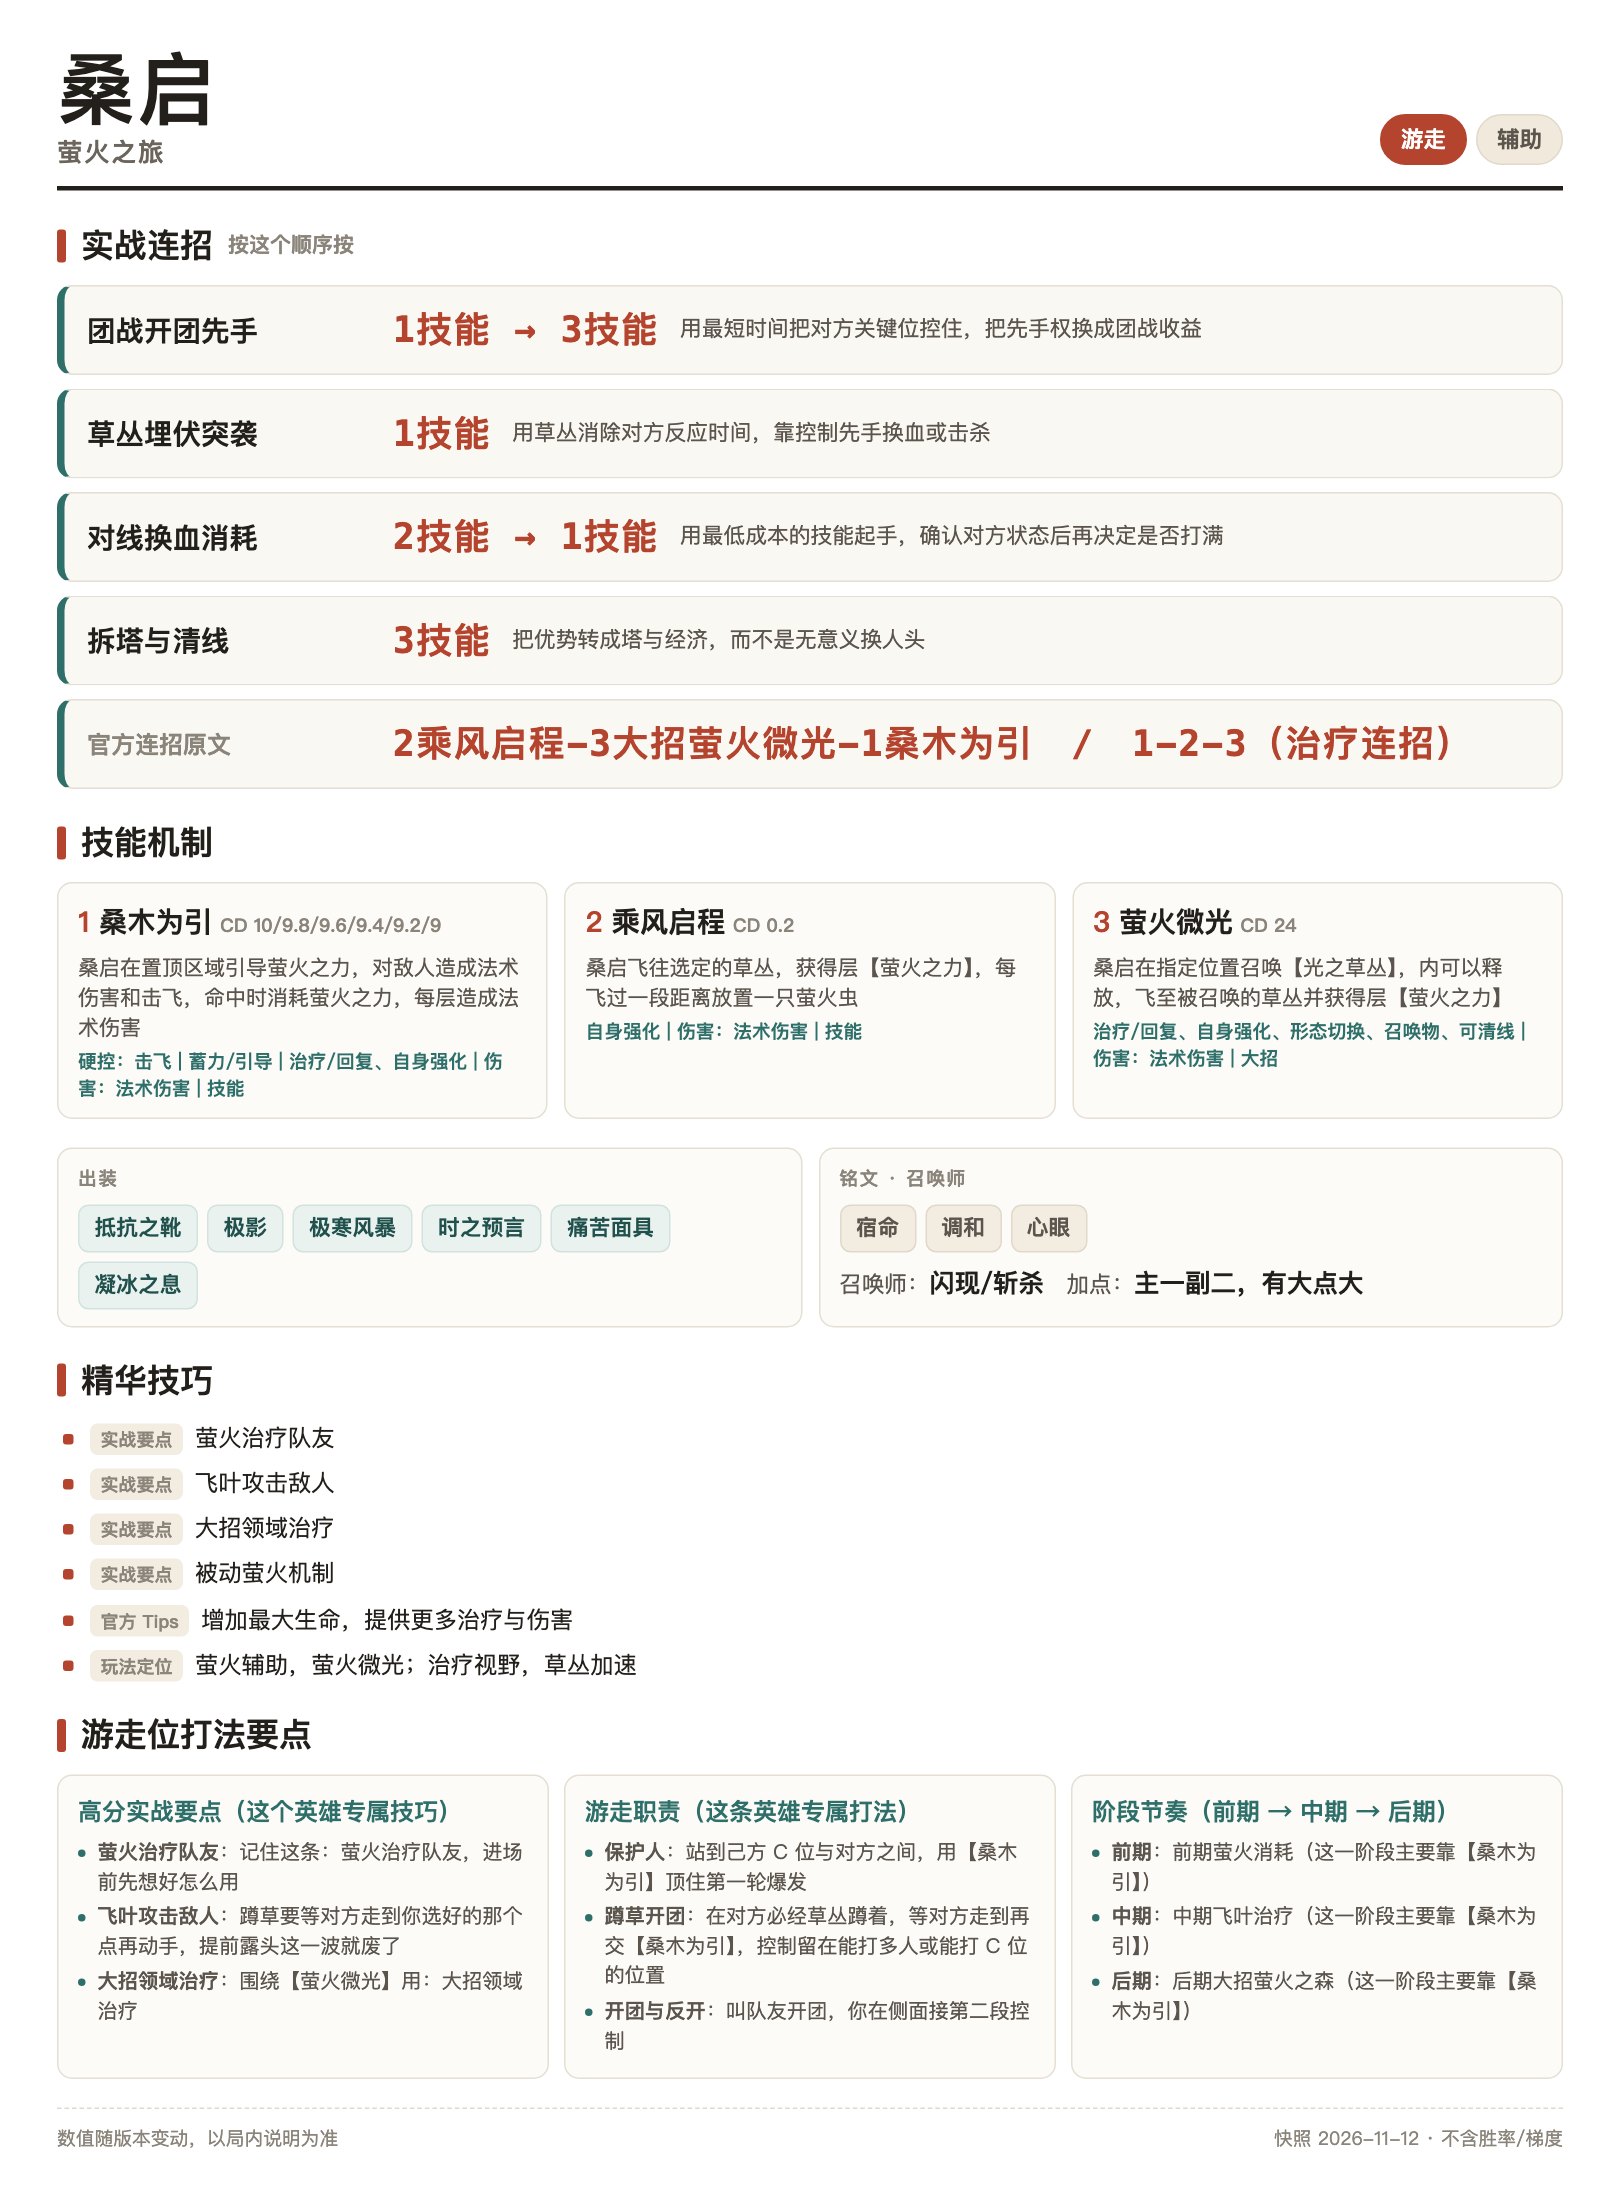 桑启
萤火之旅
游走 辅助
实战连招 按这个顺序按
团战开团先手 1技能 → 3技能 用最短时间把对方关键位控住，把先手权换成团战收益
草丛埋伏突袭 1技能 用草丛消除对方反应时间，靠控制先手换血或击杀
对线换血消耗 2技能 → 1技能 用最低成本的技能起手，确认对方状态后再决定是否打满
拆塔与清线 3技能 把优势转成塔与经济，而不是无意义换人头
官方连招原文 2乘风启程—3大招萤火微光—1桑木为引 / 1—2—3（治疗连招）
技能机制
1 桑木为引 CD 10/9.8/9.6/9.4/9.2/9
桑启在置顶区域引导萤火之力，对敌人造成法术
伤害和击飞，命中时消耗萤火之力，每层造成法
术伤害
硬控：击飞 | 蓄力/引导 | 治疗/回复、自身强化 | 伤
害：法术伤害 | 技能
2 乘风启程 CD 0.2
桑启飞往选定的草丛，获得层【萤火之力】，每
飞过一段距离放置一只萤火虫
自身强化 | 伤害：法术伤害 | 技能
3 萤火微光 CD 24
桑启在指定位置召唤【光之草丛】，内可以释
放，飞至被召唤的草丛并获得层【萤火之力】
治疗/回复、自身强化、形态切换、召唤物、可清线 |
伤害：法术伤害 | 大招
出装
抵抗之靴 极影 极寒风暴 时之预言 痛苦面具
凝冰之息
铭文 · 召唤师
宿命 调和 心眼
召唤师：闪现/斩杀 加点：主一副二，有大点大
精华技巧
实战要点 萤火治疗队友
实战要点 飞叶攻击敌人
实战要点 大招领域治疗
实战要点 被动萤火机制
官方 Tips 增加最大生命，提供更多治疗与伤害
玩法定位 萤火辅助，萤火微光；治疗视野，草丛加速
游走位打法要点
高分实战要点（这个英雄专属技巧）
萤火治疗队友：记住这条：萤火治疗队友，进场
前先想好怎么用
飞叶攻击敌人：蹲草要等对方走到你选好的那个
点再动手，提前露头这一波就废了
大招领域治疗：围绕【萤火微光】用：大招领域
治疗
游走职责（这条英雄专属打法）
保护人：站到己方 C 位与对方之间，用【桑木
为引】顶住第一轮爆发
蹲草开团：在对方必经草丛蹲着，等对方走到再
交【桑木为引】，控制留在能打多人或能打 C 位
的位置
开团与反开：叫队友开团，你在侧面接第二段控
制
阶段节奏（前期 → 中期 → 后期）
前期：前期萤火消耗（这一阶段主要靠【桑木为
引】）
中期：中期飞叶治疗（这一阶段主要靠【桑木为
引】）
后期：后期大招萤火之森（这一阶段主要靠【桑
木为引】）
数值随版本变动，以局内说明为准
快照 2026-11-12 · 不含胜率/梯度